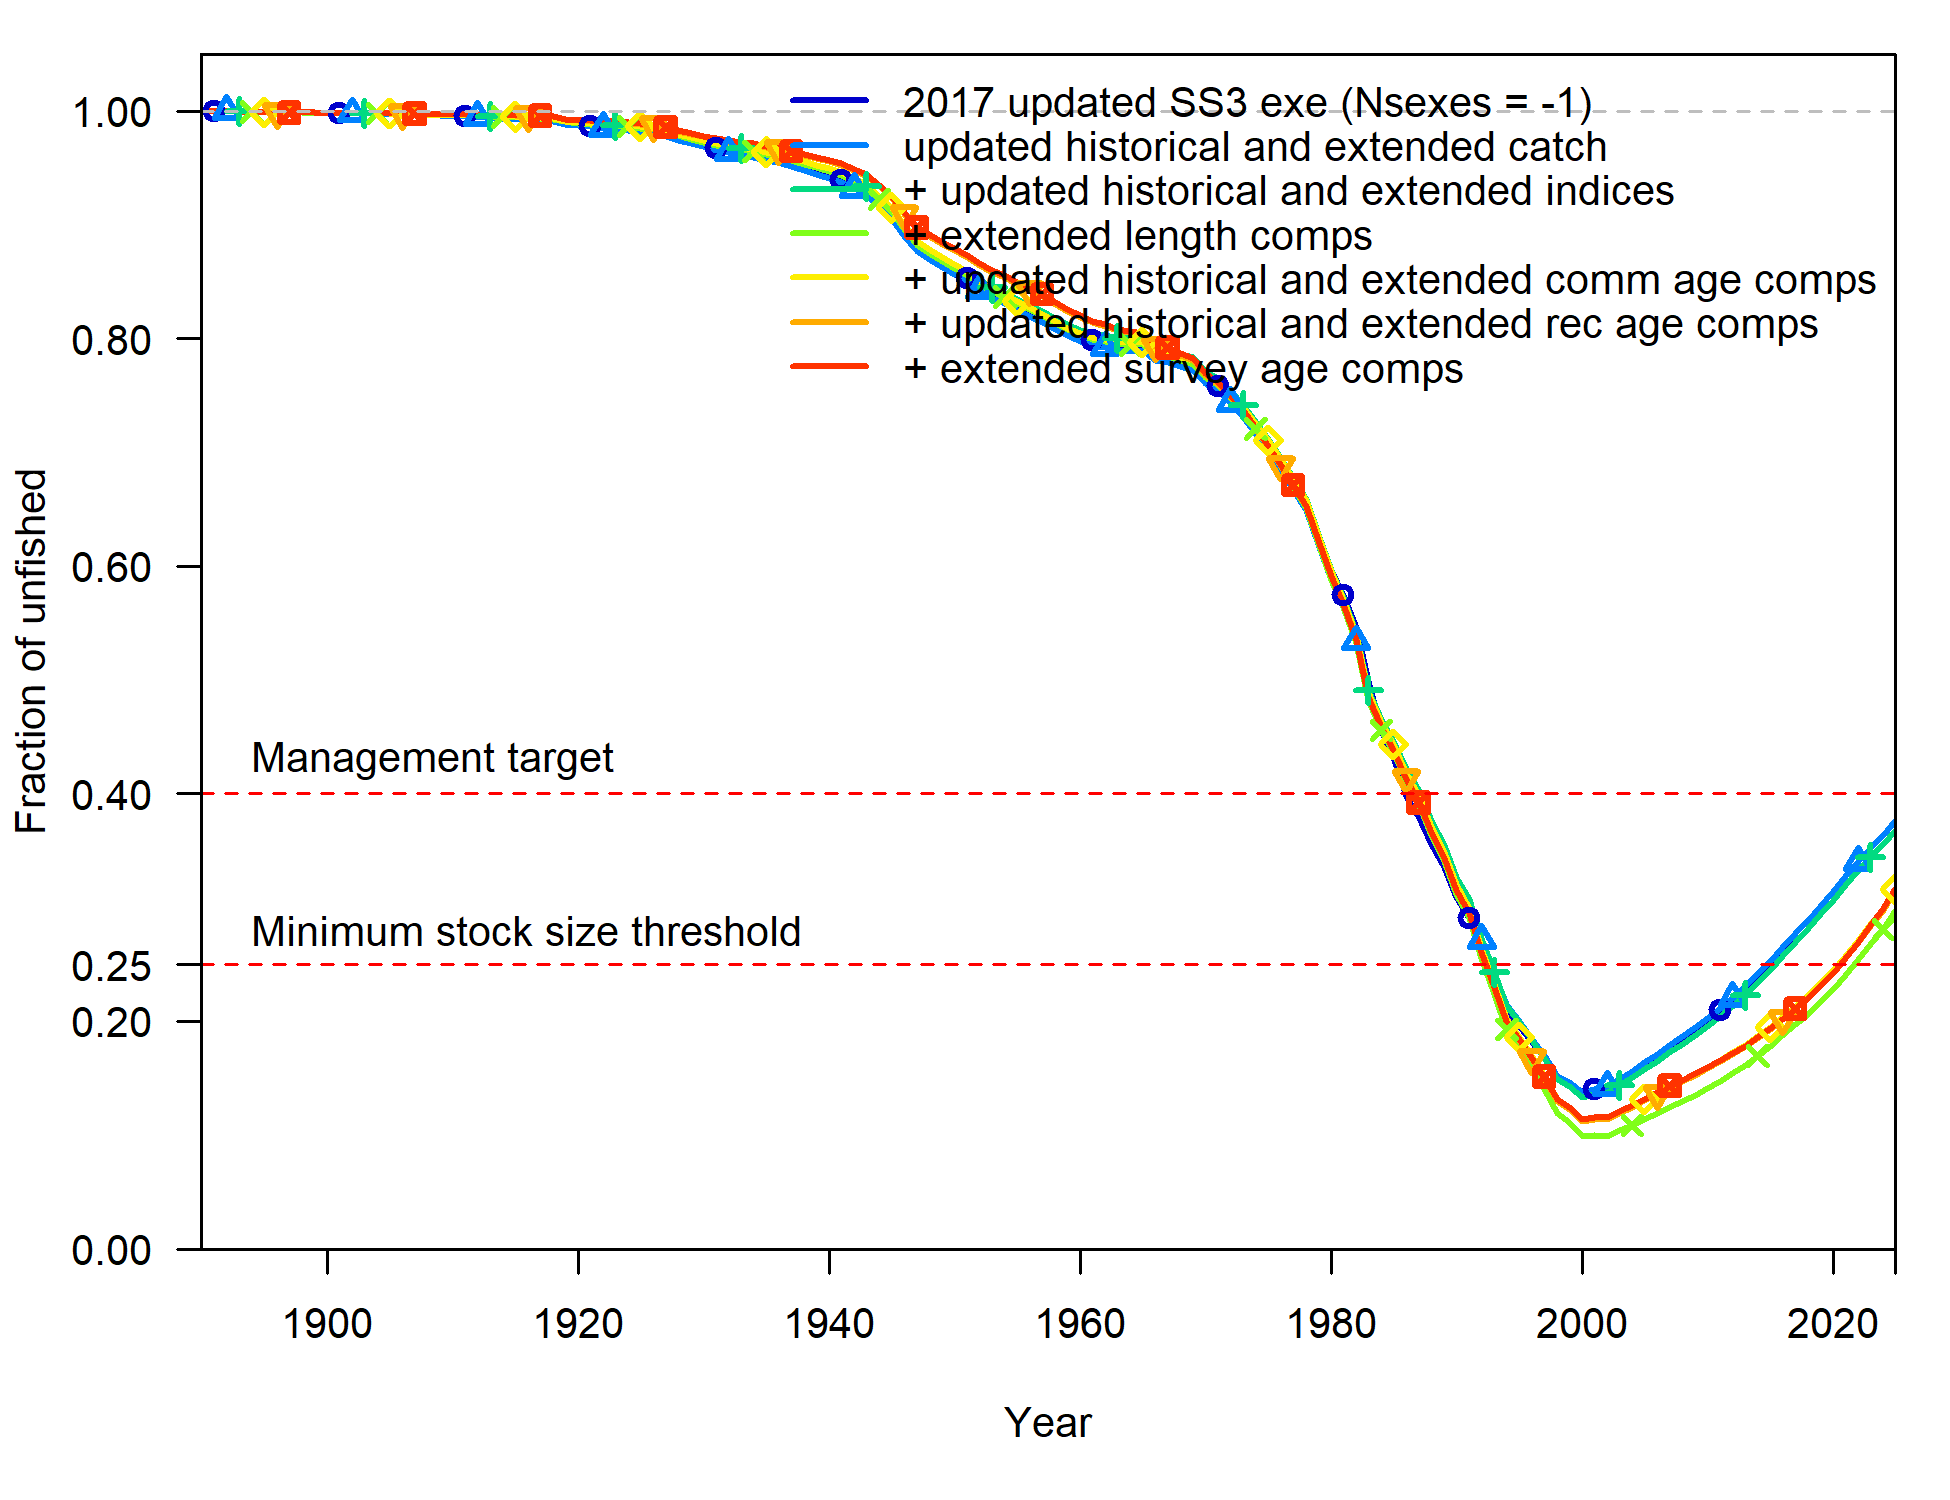 2017 updated SS3 exe (Nsexes = -1)
updated historical and extended catch
+ updated historical and extended indices
+ extended length comps
+ updated historical and extended comm age comps
+ updated historical and extended rec age comps
+ extended survey age comps
1.00
0.80
0.60
0.40
0.25
0.20
0.00
Fraction of unfished
Management target
Minimum stock size threshold
1900 1920 1940 1960 1980 2000 2020
Year